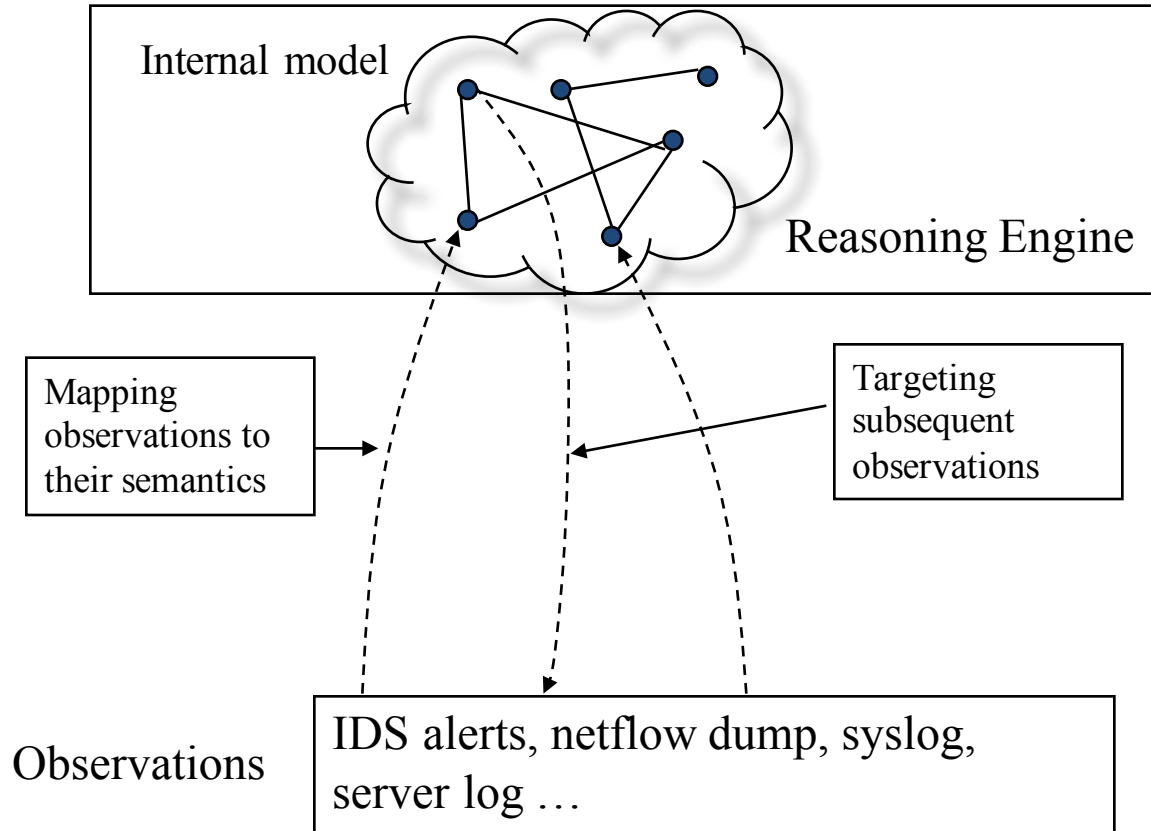 Internal model
Reasoning Engine
Mapping
observations to
their semantics
Targeting
subsequent
observations
Observations
IDS alerts, netflow dump, syslog,
server log …